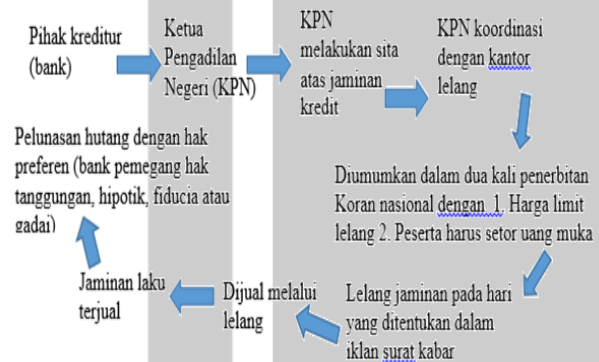 Pihak kreditur
(bank)
Ketua
Pengadilan
Negeri (KPN)
KPN
melakukan sita
atas jaminan
kredit
KPN koordinasi
dengan kantor
lelang
Diumumkan dalam dua kali penerbitan
Koran nasional dengan 1. Harga limit
lelang 2. Peserta harus setor uang muka
Lelang jaminan pada hari
yang ditentukan dalam
iklan surat kabar
Dijual melalui
lelang
Jaminan laku
terjual
Pelunasan hutang dengan hak
preferen (bank pemegang hak
tanggungan, hipotik, fiducia atau
gadai)